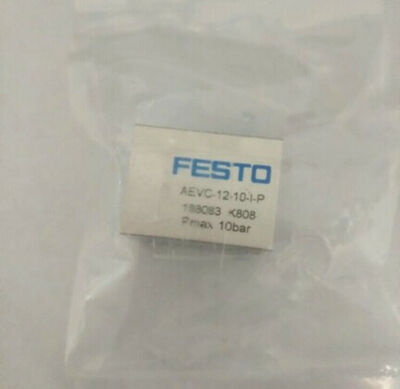 FESTO
AEVC-12-10-I-P
188083 K808
Pmax 10bar